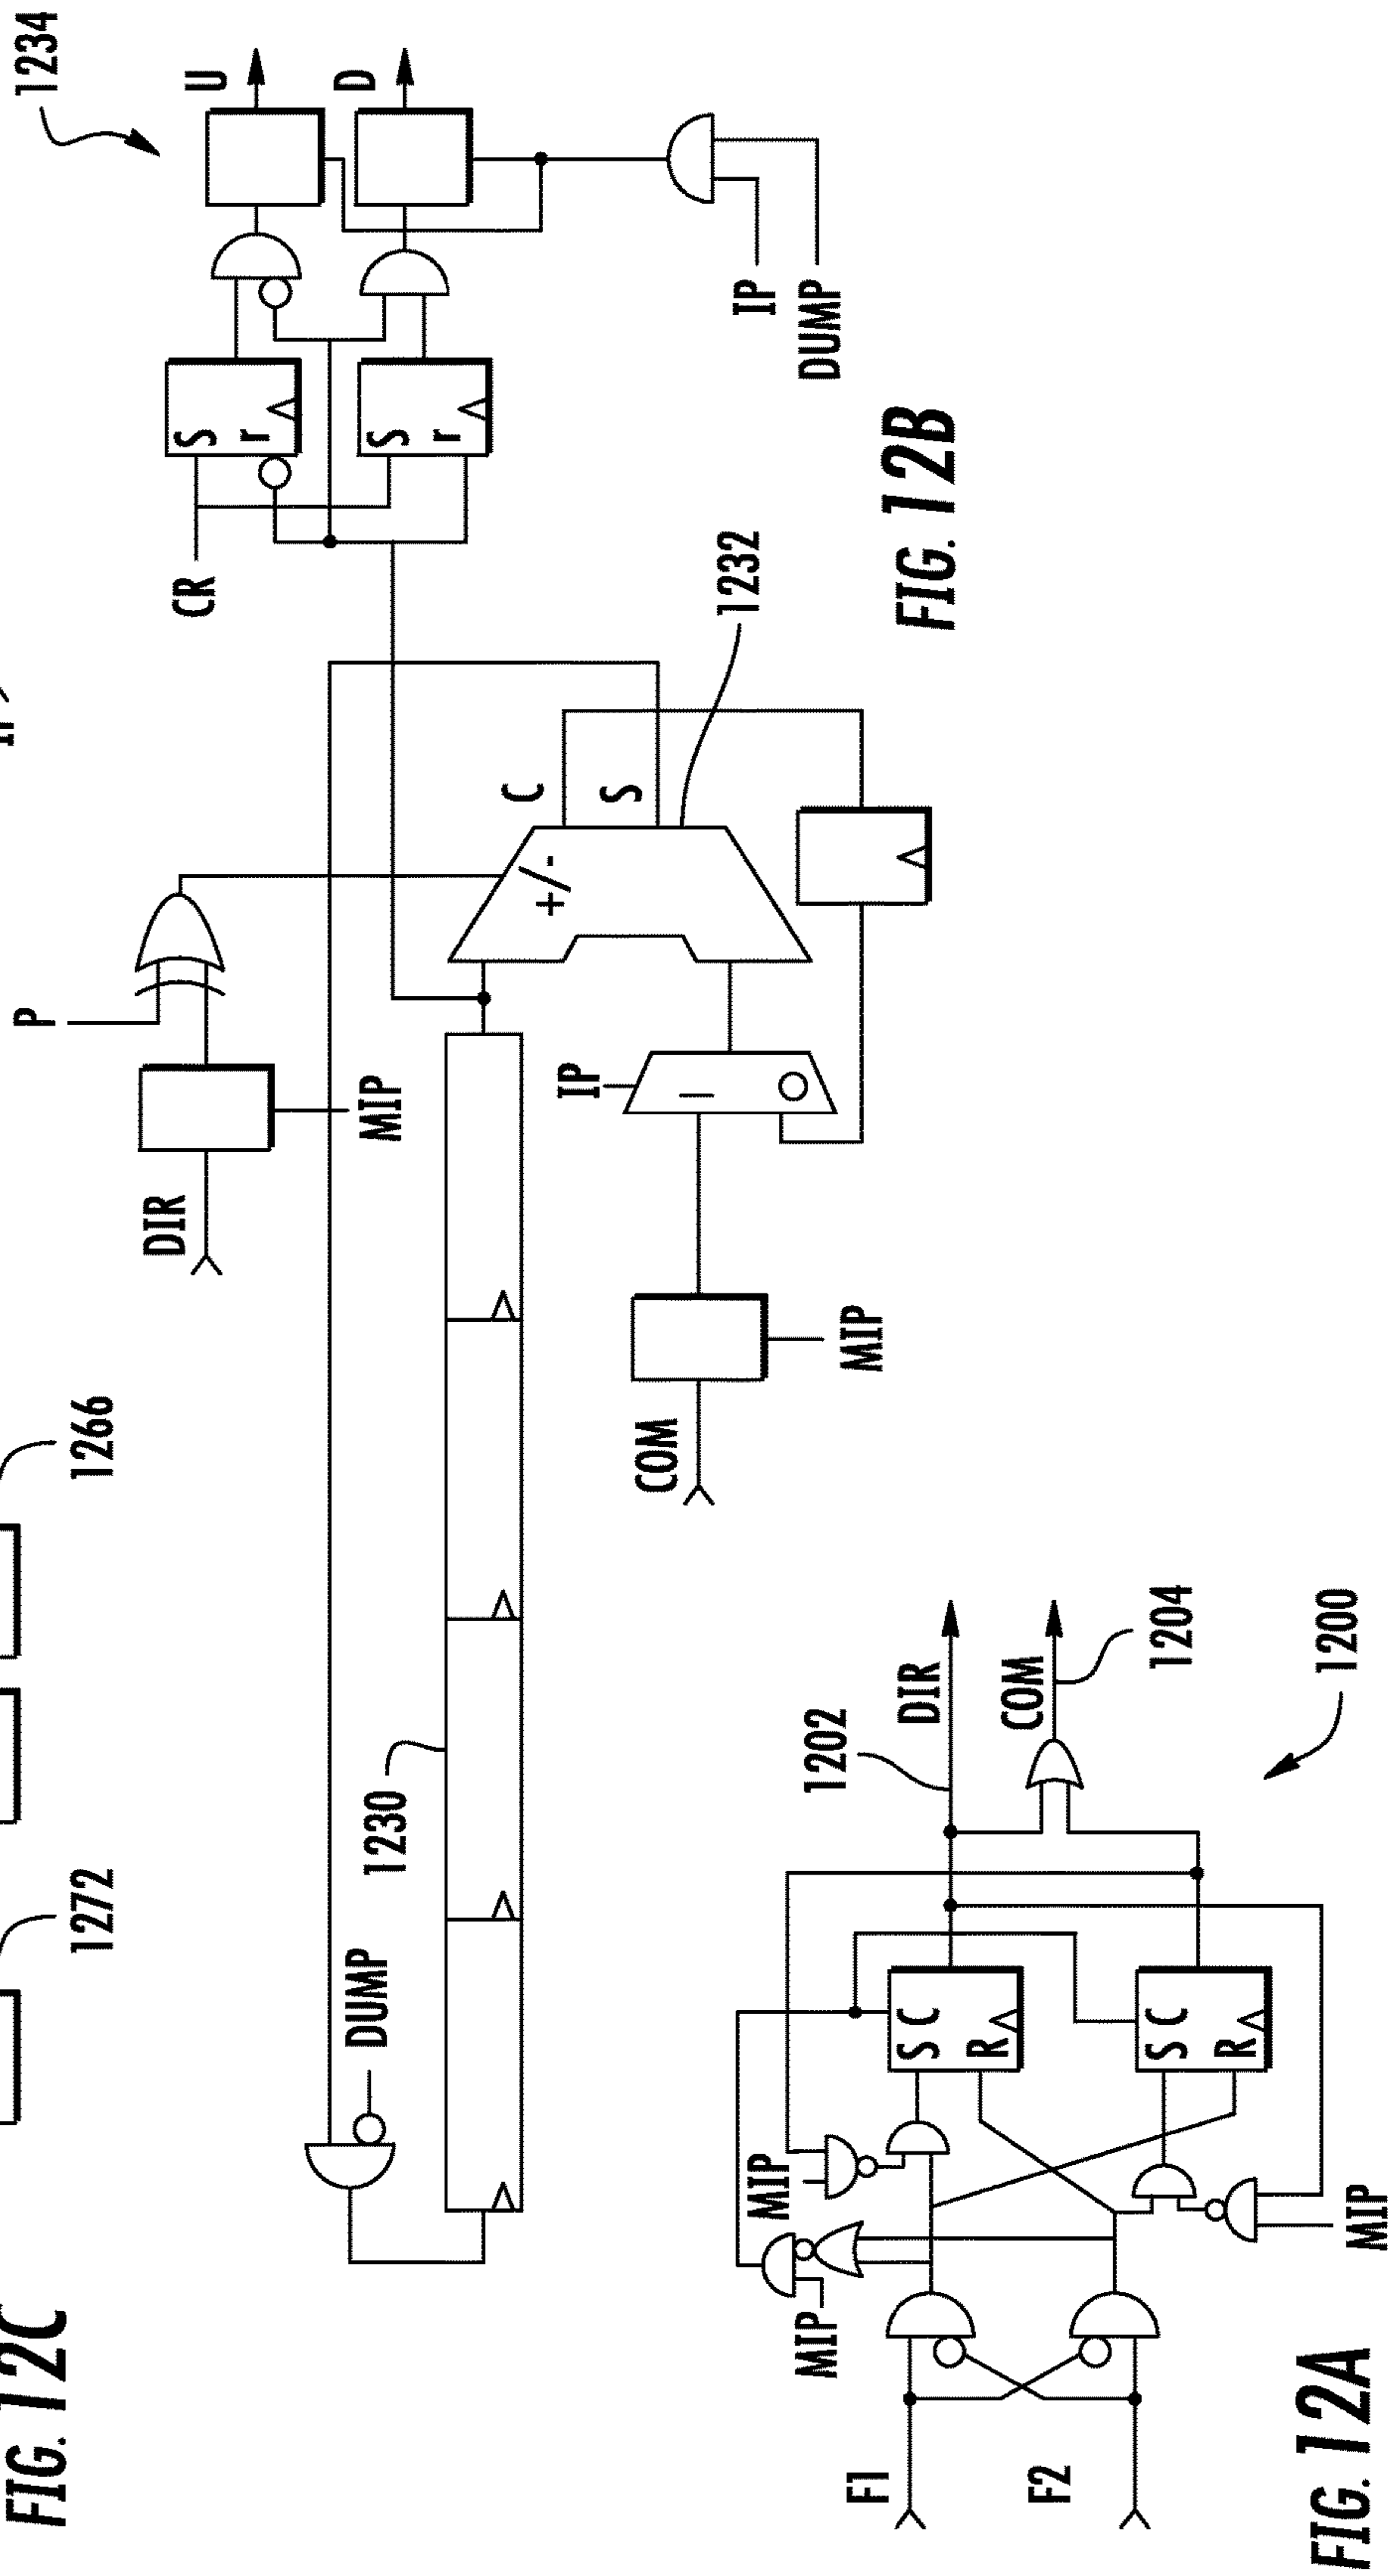 1234
U
D
S
r
S
r
CR
IP
DUMP
FIG. 12B
1232
P
DIR
MIP
+/-
C
S
IP
I
O
COM
MIP
1230
DUMP
1266
1272
FIG. 12C
F1
F2
MIP
MIP
MIP
S C
R
S C
R
DIR
COM
1202
1204
1200
FIG. 12A